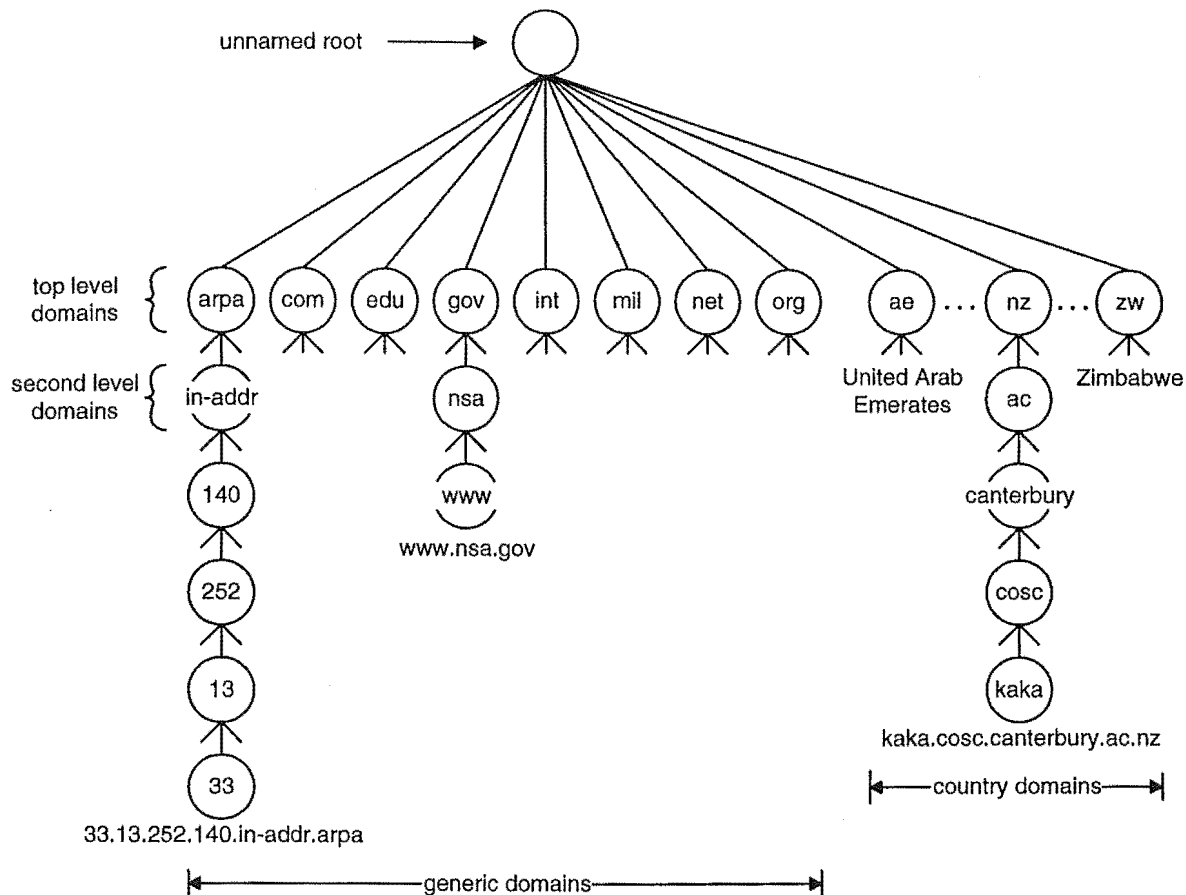 unnamed root
top level domains
arpa com edu gov int mil net org ae ... nz ... zw
second level domains
in-addr nsa United Arab Emerates ac Zimbabwe
140 www canterbury
www.nsa.gov
252 cosc
13 kaka
kaka.cosc.canterbury.ac.nz
33 country domains
33.13.252.140.in-addr.arpa
generic domains